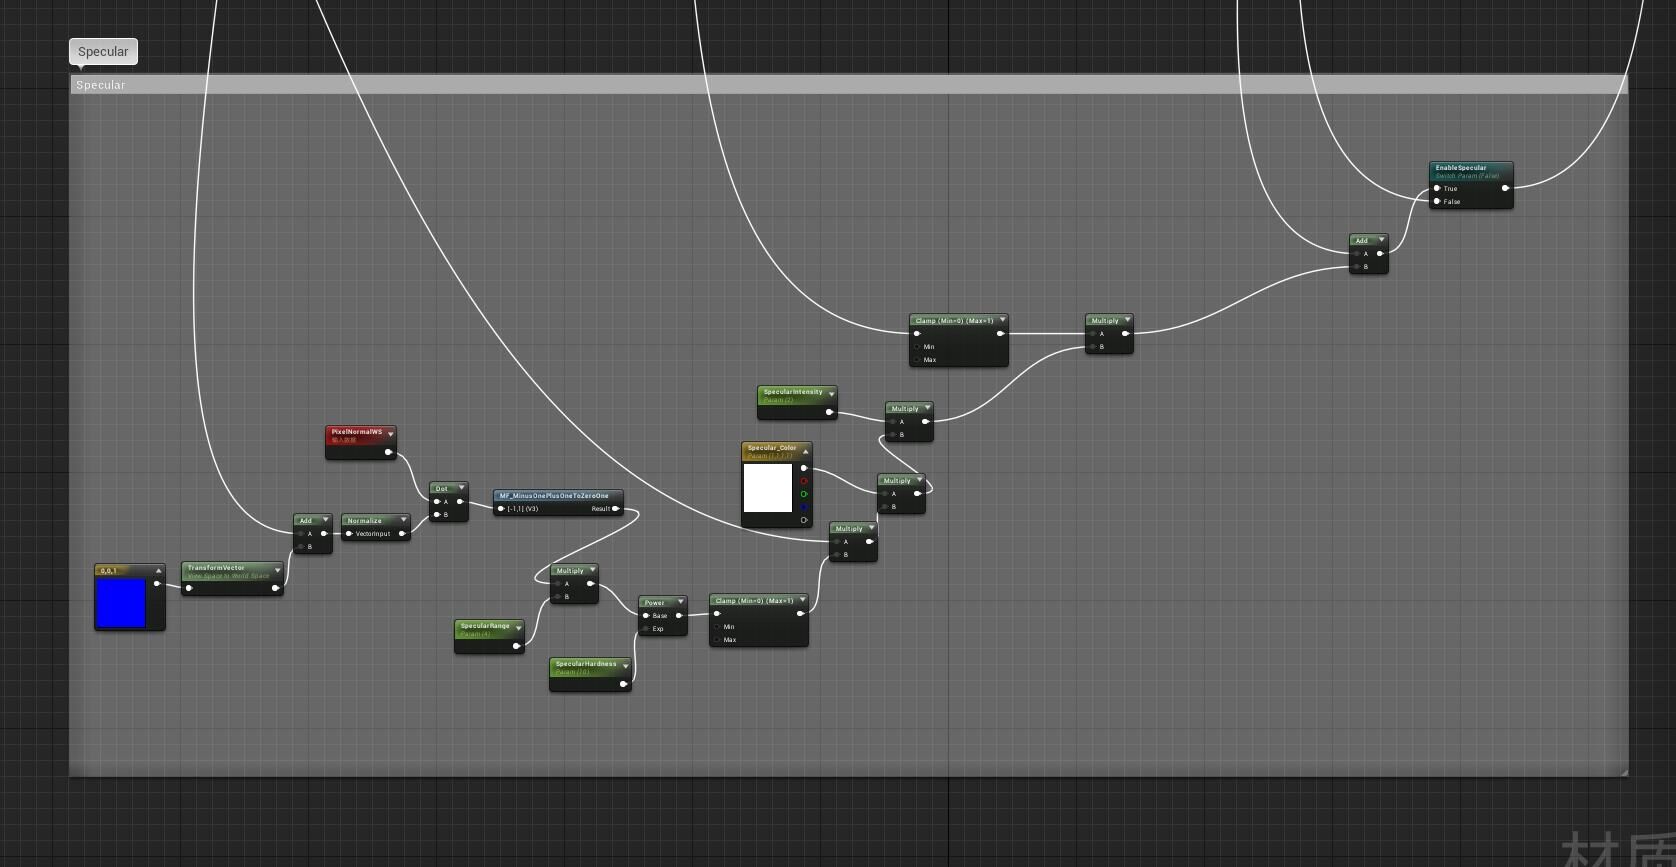 Specular
Specular
EnableSpecular
Switch Param (False)
True
False
Add
A
B
Clamp (Min=0) (Max=1)
Min
Max
Multiply
A
B
SpecularIntensity
Param (2)
Multiply
A
B
PixelNormalWS
输入数据
Specular_Color
Param (1,1,1,1)
Multiply
A
B
Dot
A
B
MF_MinusOnePlusOneToZeroOne
[-1,1] (V3)
Result
Add
A
B
Normalize
VectorInput
Multiply
A
B
0,0,1
TransformVector
View Space to World Space
Multiply
A
B
Power
Base
Exp
Clamp (Min=0) (Max=1)
Min
Max
SpecularRange
Param (4)
SpecularHardness
Param (10)
材质